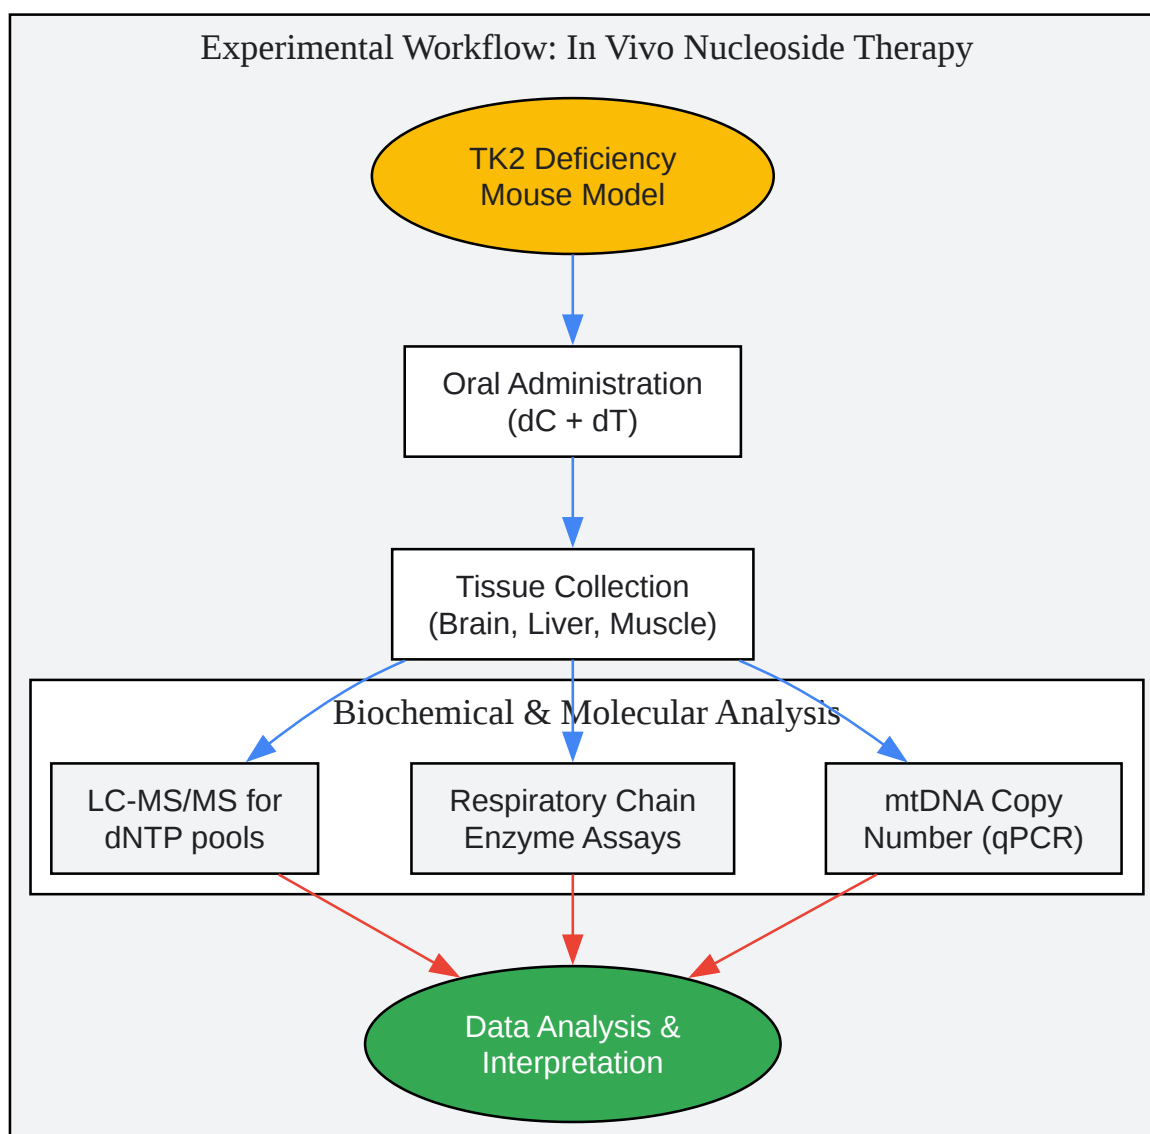 Experimental Workflow: In Vivo Nucleoside Therapy
TK2 Deficiency
Mouse Model
Oral Administration
(dC + dT)
Tissue Collection
(Brain, Liver, Muscle)
Biochemical & Molecular Analysis
LC-MS/MS for
dNTP pools
Respiratory Chain
Enzyme Assays
mtDNA Copy
Number (qPCR)
Data Analysis &
Interpretation